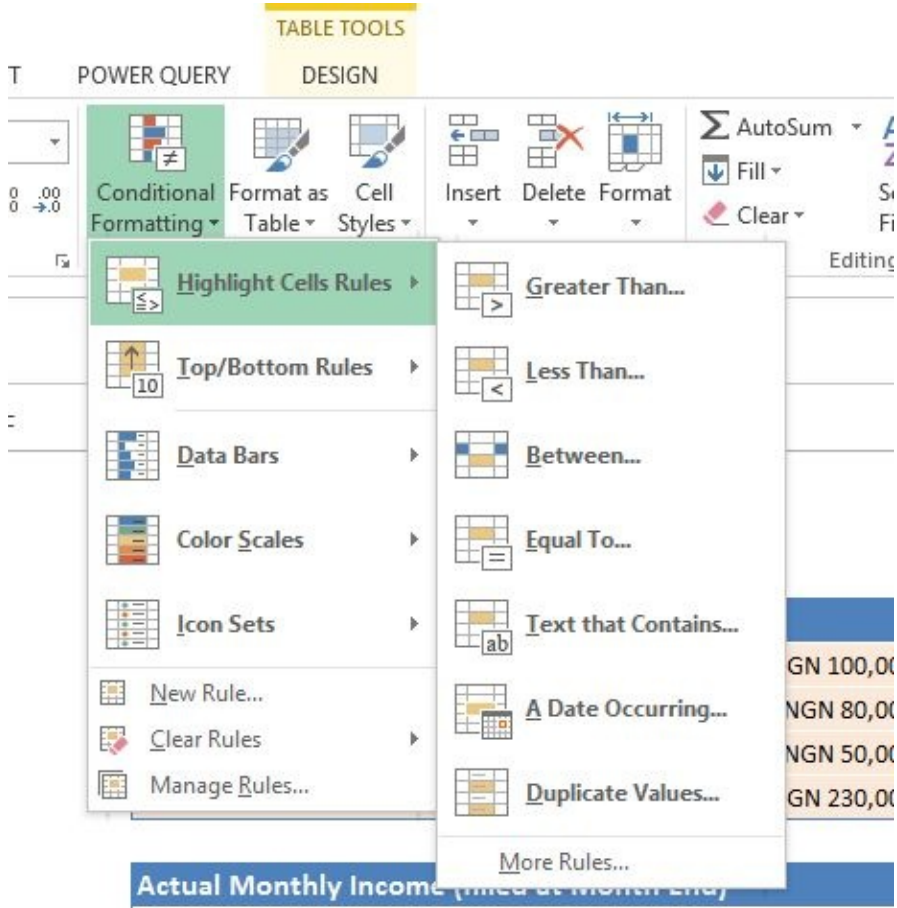 TABLE TOOLS
T POWER QUERY DESIGN
Conditional Formatting
Format as Table
Cell Styles
Insert
Delete
Format
AutoSum
Fill
Clear
Editing
Highlight Cells Rules
Top/Bottom Rules
Data Bars
Color Scales
Icon Sets
New Rule...
Clear Rules
Manage Rules...
Greater Than...
Less Than...
Between...
Equal To...
Text that Contains...
A Date Occurring...
Duplicate Values...
More Rules...
GN 100,00
NGN 80,00
NGN 50,00
GN 230,00
Actual Monthly Income